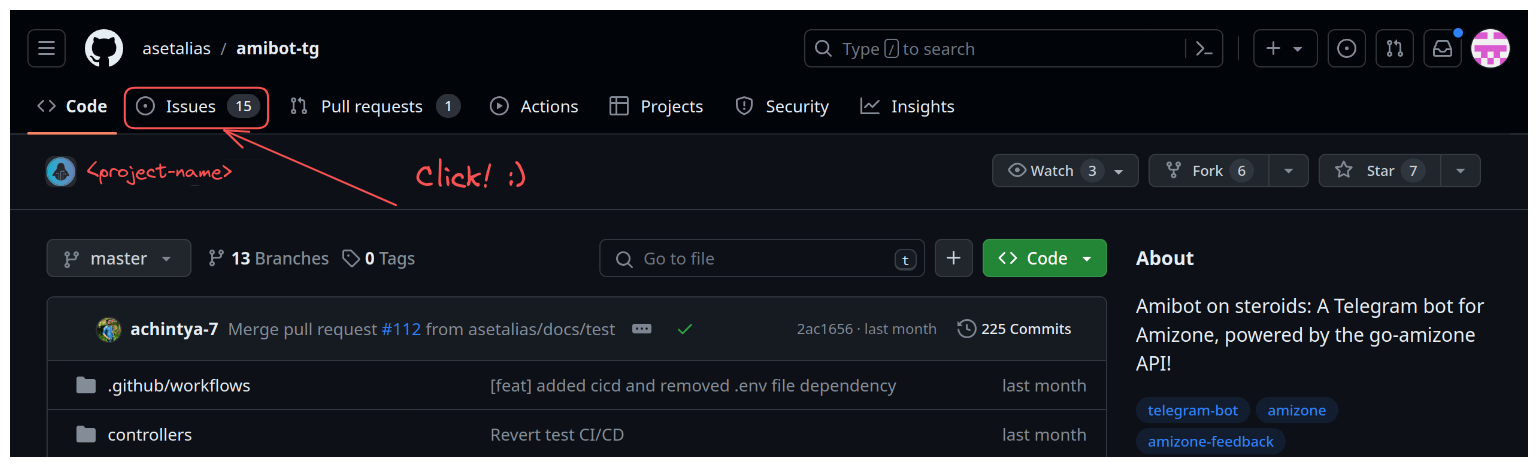 asetalias / amibot-tg
Type / to search
Code
Issues 15
Pull requests 1
Actions
Projects
Security
Insights
<project-name>
Click! :)
Watch 3
Fork 6
Star 7
master
13 Branches
0 Tags
Go to file
t
Code
About
achintya-7 Merge pull request #112 from asetalias/docs/test
2ac1656 · last month
225 Commits
Amibot on steroids: A Telegram bot for
Amizone, powered by the go-amizone
API!
.github/workflows
[feat] added cicd and removed .env file dependency
last month
telegram-bot
amizone
controllers
Revert test CI/CD
last month
amizone-feedback